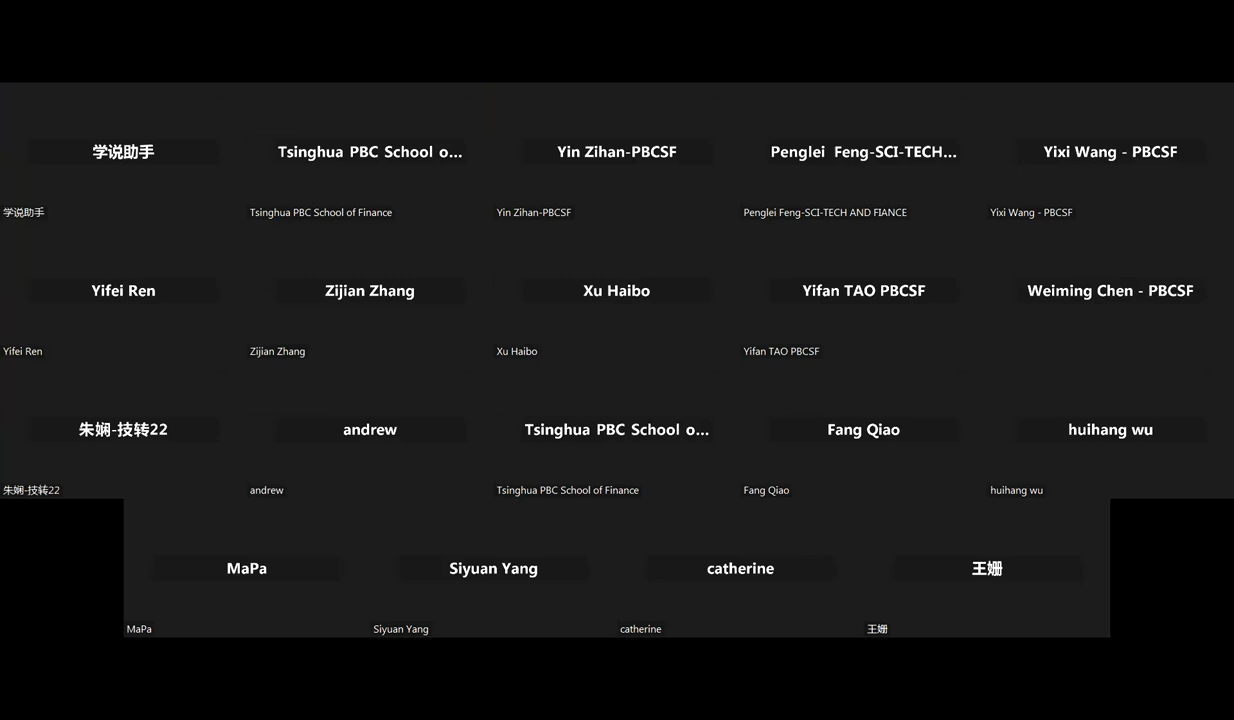 学说助手
Tsinghua PBC School o...
Yin Zihan-PBCSF
Penglei Feng-SCI-TECH...
Yixi Wang - PBCSF
学说助手
Tsinghua PBC School of Finance
Yin Zihan-PBCSF
Penglei Feng-SCI-TECH AND FIANCE
Yixi Wang - PBCSF
Yifei Ren
Zijian Zhang
Xu Haibo
Yifan TAO PBCSF
Weiming Chen - PBCSF
Yifei Ren
Zijian Zhang
Xu Haibo
Yifan TAO PBCSF
朱娴-技转22
andrew
Tsinghua PBC School o...
Fang Qiao
huihang wu
朱娴-技转22
andrew
Tsinghua PBC School of Finance
Fang Qiao
huihang wu
MaPa
Siyuan Yang
catherine
王姗
MaPa
Siyuan Yang
catherine
王姗